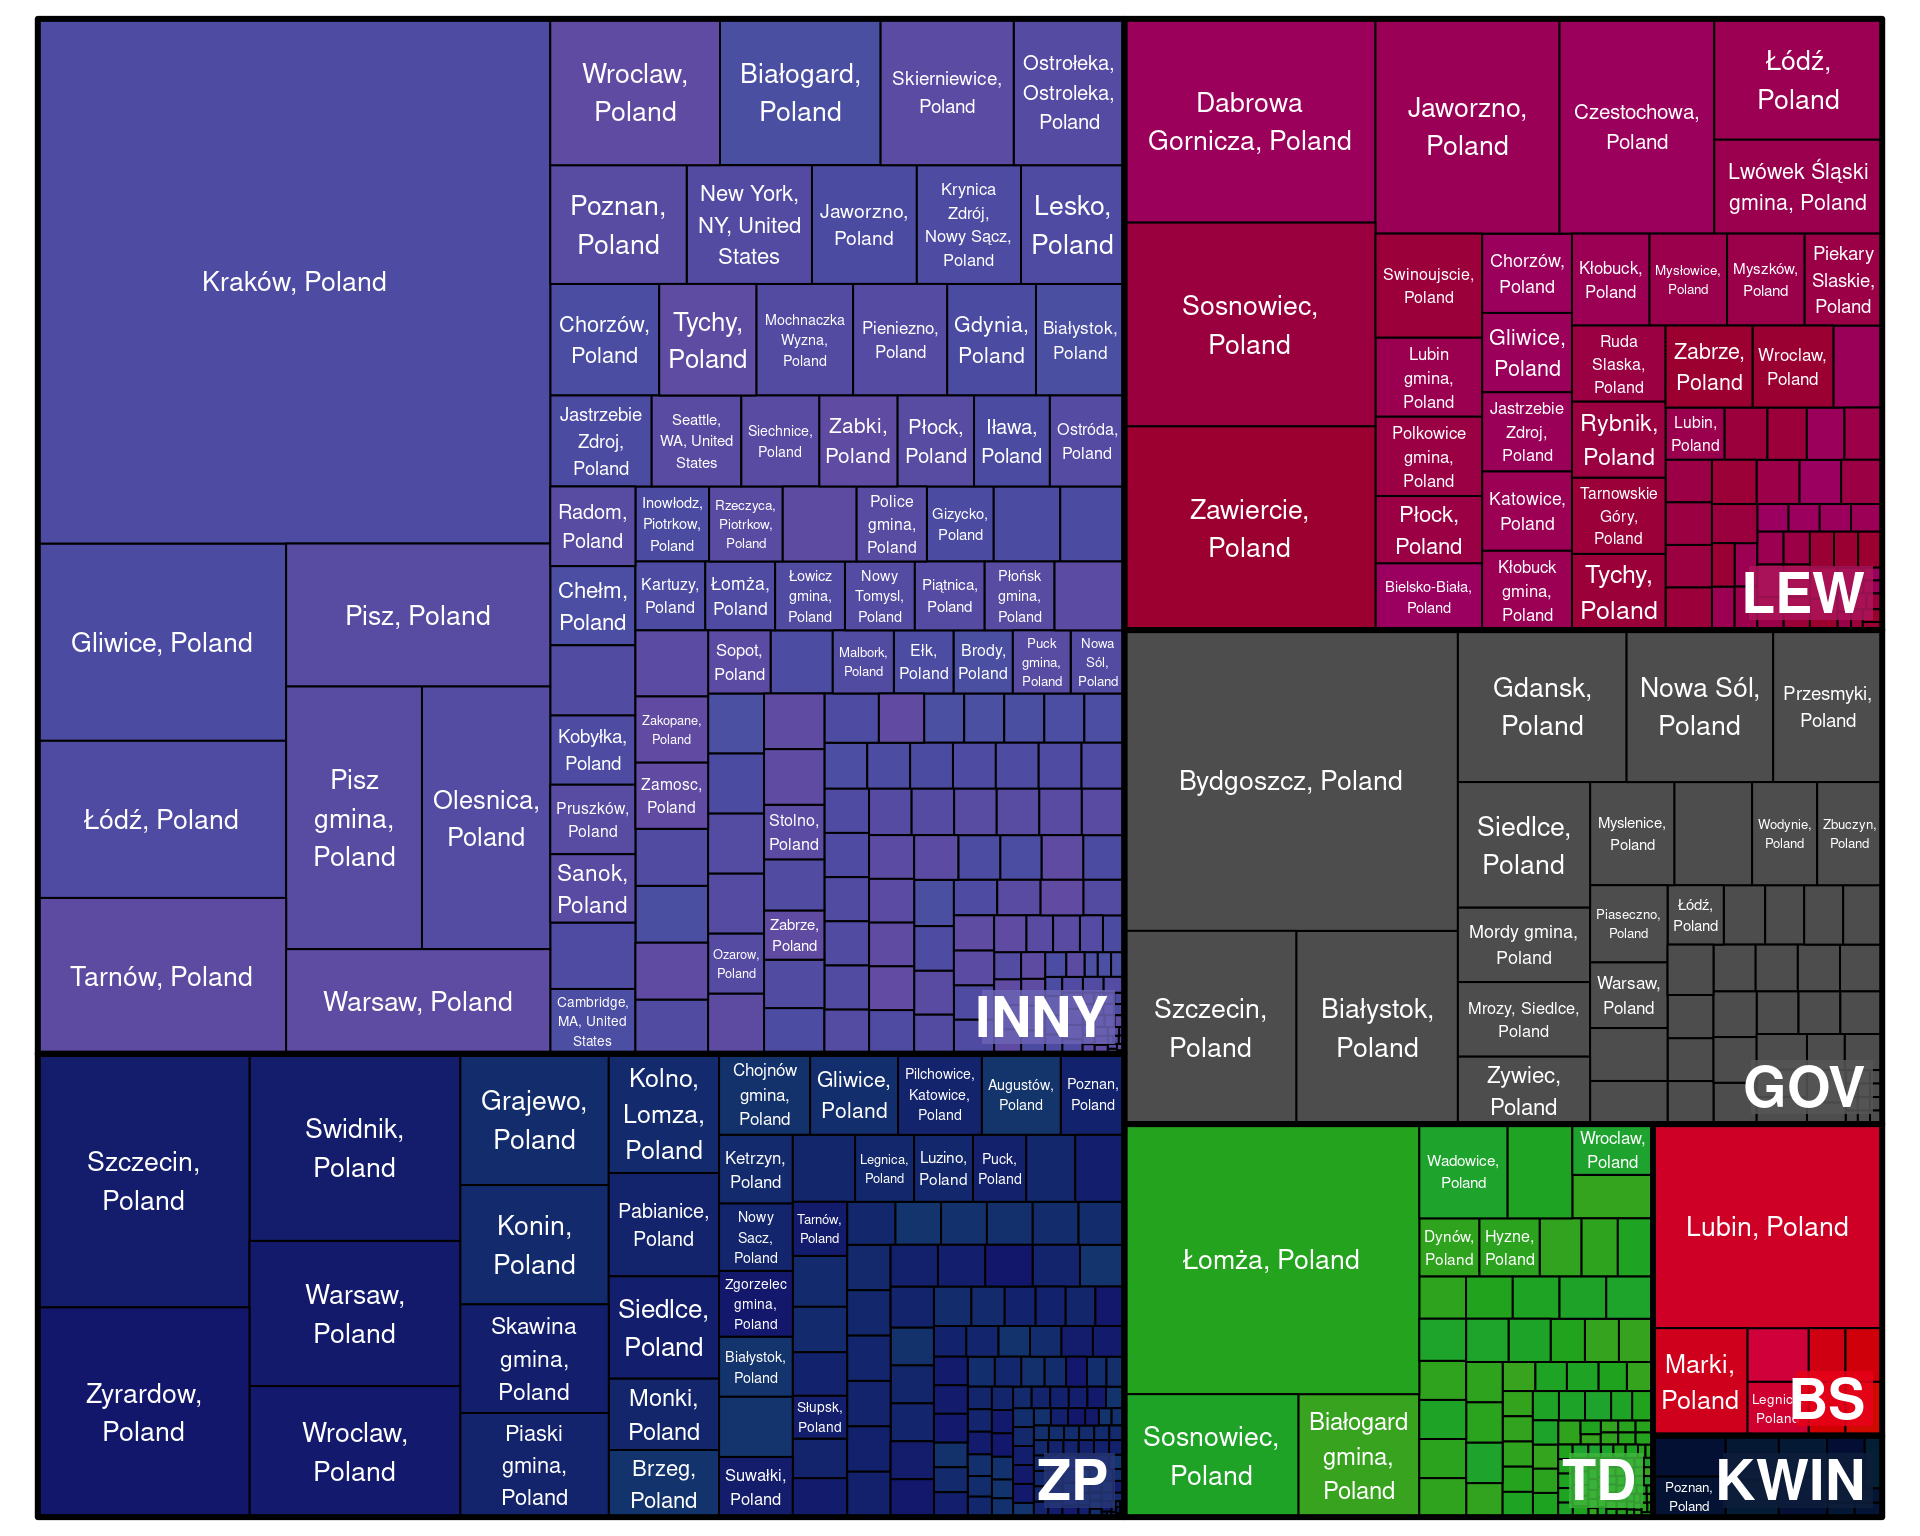 Kraków, Poland
Gliwice, Poland
Łódź, Poland
Tarnów, Poland
Pisz, Poland
Pisz
gmina,
Poland
Olesnica,
Poland
Warsaw, Poland
Wroclaw,
Poland
Białogard,
Poland
Skierniewice,
Poland
Ostrołeka,
Ostroleka,
Poland
Poznan,
Poland
New York,
NY, United
States
Jaworzno,
Poland
Krynica
Zdrój,
Nowy Sącz,
Poland
Lesko,
Poland
Chorzów,
Poland
Tychy,
Poland
Mochnaczka
Wyzna,
Poland
Pieniezno,
Poland
Gdynia,
Poland
Białystok,
Poland
Jastrzebie
Zdroj,
Poland
Seattle,
WA, United
States
Siechnice,
Poland
Zabki,
Poland
Płock,
Poland
Iława,
Poland
Ostróda,
Poland
Radom,
Poland
Inowłodz,
Piotrkow,
Poland
Rzeczyca,
Piotrkow,
Poland
Police
gmina,
Poland
Gizycko,
Poland
Chełm,
Poland
Kartuzy,
Poland
Łomża,
Poland
Łowicz
gmina,
Poland
Nowy
Tomysl,
Poland
Piątnica,
Poland
Płońsk
gmina,
Poland
Sopot,
Poland
Malbork,
Poland
Ełk,
Poland
Brody,
Poland
Puck
gmina,
Poland
Nowa
Sól,
Poland
Kobyłka,
Poland
Zakopane,
Poland
Pruszków,
Poland
Zamosc,
Poland
Stolno,
Poland
Sanok,
Poland
Zabrze,
Poland
Ozarow,
Poland
Cambridge,
MA, United
States
INNY
Dabrowa
Gornicza, Poland
Sosnowiec,
Poland
Zawiercie,
Poland
Jaworzno,
Poland
Czestochowa,
Poland
Łódź,
Poland
Lwówek Śląski
gmina, Poland
Swinoujscie,
Poland
Chorzów,
Poland
Kłobuck,
Poland
Mysłowice,
Poland
Myszków,
Poland
Piekary
Slaskie,
Poland
Lubin
gmina,
Poland
Gliwice,
Poland
Ruda
Slaska,
Poland
Zabrze,
Poland
Wroclaw,
Poland
Polkowice
gmina,
Poland
Jastrzebie
Zdroj,
Poland
Rybnik,
Poland
Lubin,
Poland
Płock,
Poland
Katowice,
Poland
Tarnowskie
Góry,
Poland
Bielsko-Biała,
Poland
Kłobuck
gmina,
Poland
Tychy,
Poland
LEW
Bydgoszcz, Poland
Szczecin,
Poland
Białystok,
Poland
Gdansk,
Poland
Nowa Sól,
Poland
Przesmyki,
Poland
Siedlce,
Poland
Myslenice,
Poland
Wodynie,
Poland
Zbuczyn,
Poland
Mordy gmina,
Poland
Piaseczno,
Poland
Łódź,
Poland
Mrozy, Siedlce,
Poland
Warsaw,
Poland
Zywiec,
Poland
GOV
Szczecin,
Poland
Zyrardow,
Poland
Swidnik,
Poland
Warsaw,
Poland
Wroclaw,
Poland
Grajewo,
Poland
Konin,
Poland
Skawina
gmina,
Poland
Piaski
gmina,
Poland
Kolno,
Lomza,
Poland
Pabianice,
Poland
Siedlce,
Poland
Monki,
Poland
Brzeg,
Poland
Chojnów
gmina,
Poland
Gliwice,
Poland
Pilchowice,
Katowice,
Poland
Augustów,
Poland
Poznan,
Poland
Ketrzyn,
Poland
Legnica,
Poland
Luzino,
Poland
Puck,
Poland
Nowy
Sacz,
Poland
Tarnów,
Poland
Zgorzelec
gmina,
Poland
Białystok,
Poland
Słupsk,
Poland
Suwałki,
Poland
ZP
Łomża, Poland
Sosnowiec,
Poland
Białogard
gmina,
Poland
Wadowice,
Poland
Wroclaw,
Poland
Dynów,
Poland
Hyzne,
Poland
TD
Lubin, Poland
Marki,
Poland
Legnica,
Poland
BS
Poznan,
Poland
KWIN